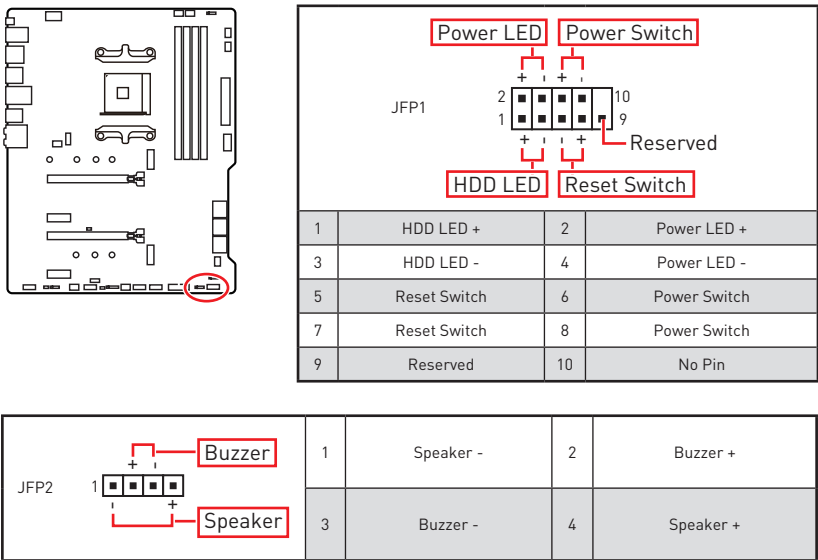 Power LED Power Switch
+ - + -
2 10
JFP1
1 9
+ - - +
Reserved
HDD LED Reset Switch
1 HDD LED + 2 Power LED +
3 HDD LED - 4 Power LED -
5 Reset Switch 6 Power Switch
7 Reset Switch 8 Power Switch
9 Reserved 10 No Pin
Buzzer
+ -
JFP2 1
- +
Speaker
1 Speaker - 2 Buzzer +
3 Buzzer - 4 Speaker +